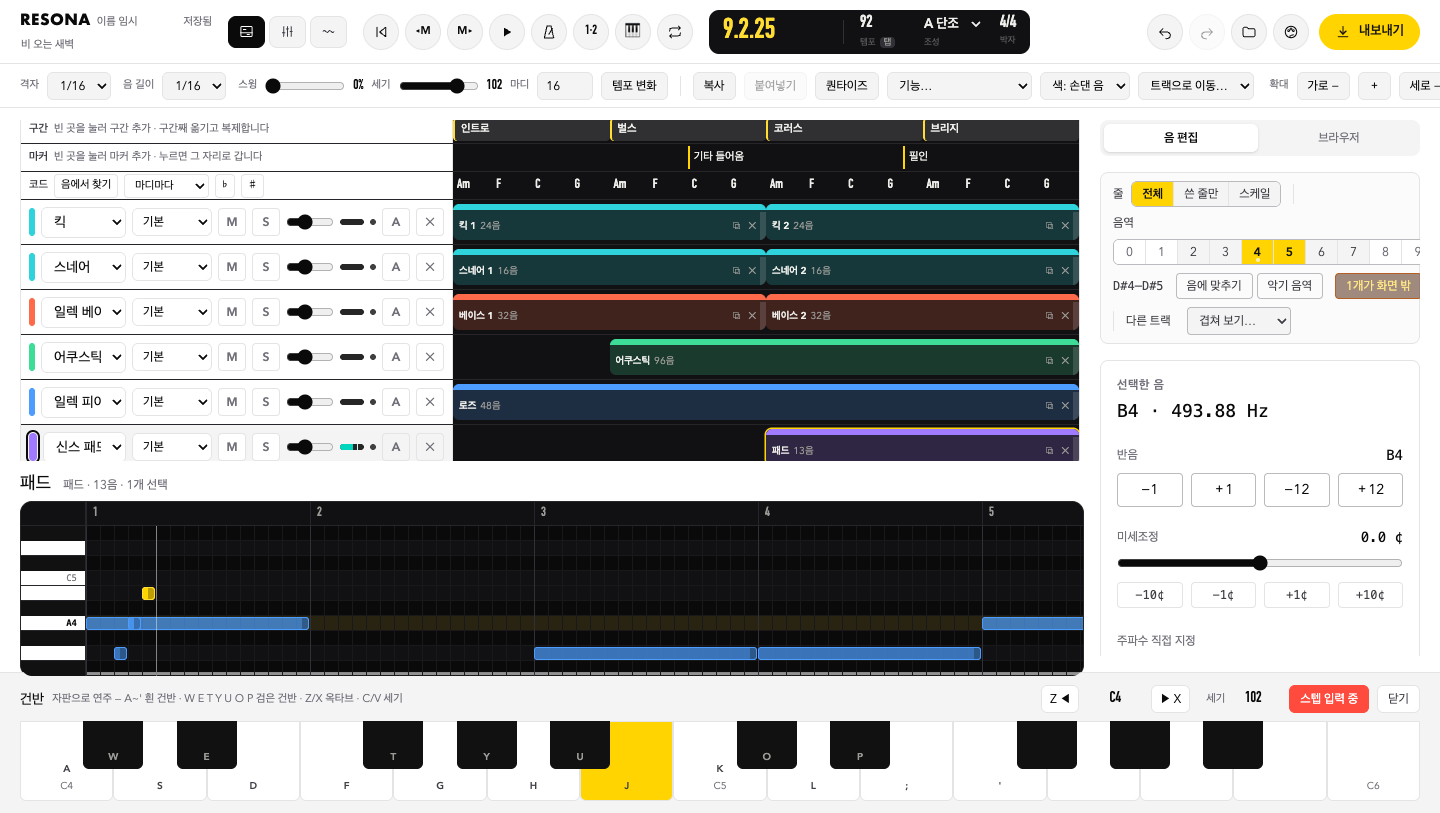 RESONA 이름 임시 저장됨
비 오는 새벽
◂M M▸ 1·2
9.2.25 92 템포 탭 A 단조 조성 4/4 박자
내보내기
격자 1/16 음 길이 1/16 스윙 0% 세기 102 마디 16 템포 변화 복사 붙여넣기 퀀타이즈 기능… 색: 손댄 음 트랙으로 이동… 확대 가로 – + 세로 –
구간 빈 곳을 눌러 구간 추가 · 구간째 옮기고 복제합니다 인트로 벌스 코러스 브리지
마커 빈 곳을 눌러 마커 추가 · 누르면 그 자리로 갑니다 기타 들어옴 필인
코드 음에서 찾기 마디마다 ♭ # Am F C G Am F C G Am F C G Am F C G
킥 기본 M S A × 킥 1 24음 킥 2 24음
스네어 기본 M S A × 스네어 1 16음 스네어 2 16음
일렉 베이 기본 M S A × 베이스 1 32음 베이스 2 32음
어쿠스틱 기본 M S A × 어쿠스틱 96음
일렉 피아 기본 M S A × 로즈 48음
신스 패드 기본 M S A × 패드 13음
패드 패드 · 13음 · 1개 선택
1 2 3 4 5
C5
A4
음 편집 브라우저
줄 전체 쓴 줄만 스케일
음역
0 1 2 3 4 5 6 7 8 9
D#4–D#5 음에 맞추기 악기 음역 1개가 화면 밖
다른 트랙 겹쳐 보기…
선택한 음
B4 · 493.88 Hz
반음 B4
−1 +1 −12 +12
미세조정 0.0 ¢
−10¢ −1¢ +1¢ +10¢
주파수 직접 지정
건반 자판으로 연주 – A~' 흰 건반 · W E T Y U O P 검은 건반 · Z/X 옥타브 · C/V 세기 Z ◀ C4 ▶ X 세기 102 스텝 입력 중 닫기
W E T Y U O P
A S D F G H J K L ; '
C4 C5 C6